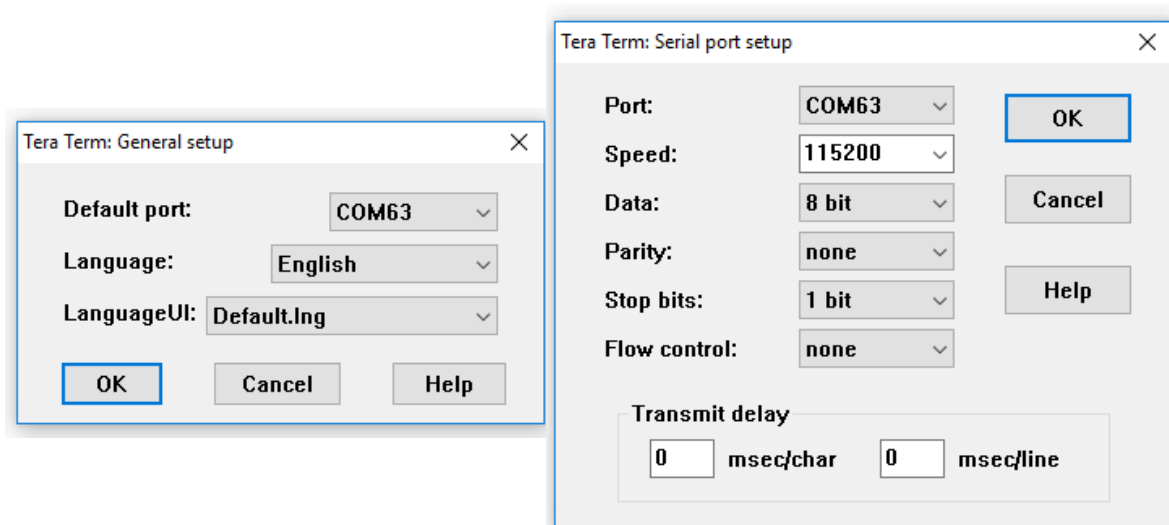 Tera Term: General setup
Default port: COM63
Language: English
LanguageUI: Default.lng
OK Cancel Help
Tera Term: Serial port setup
Port: COM63 OK
Speed: 115200
Data: 8 bit Cancel
Parity: none
Stop bits: 1 bit Help
Flow control: none
Transmit delay
0 msec/char 0 msec/line